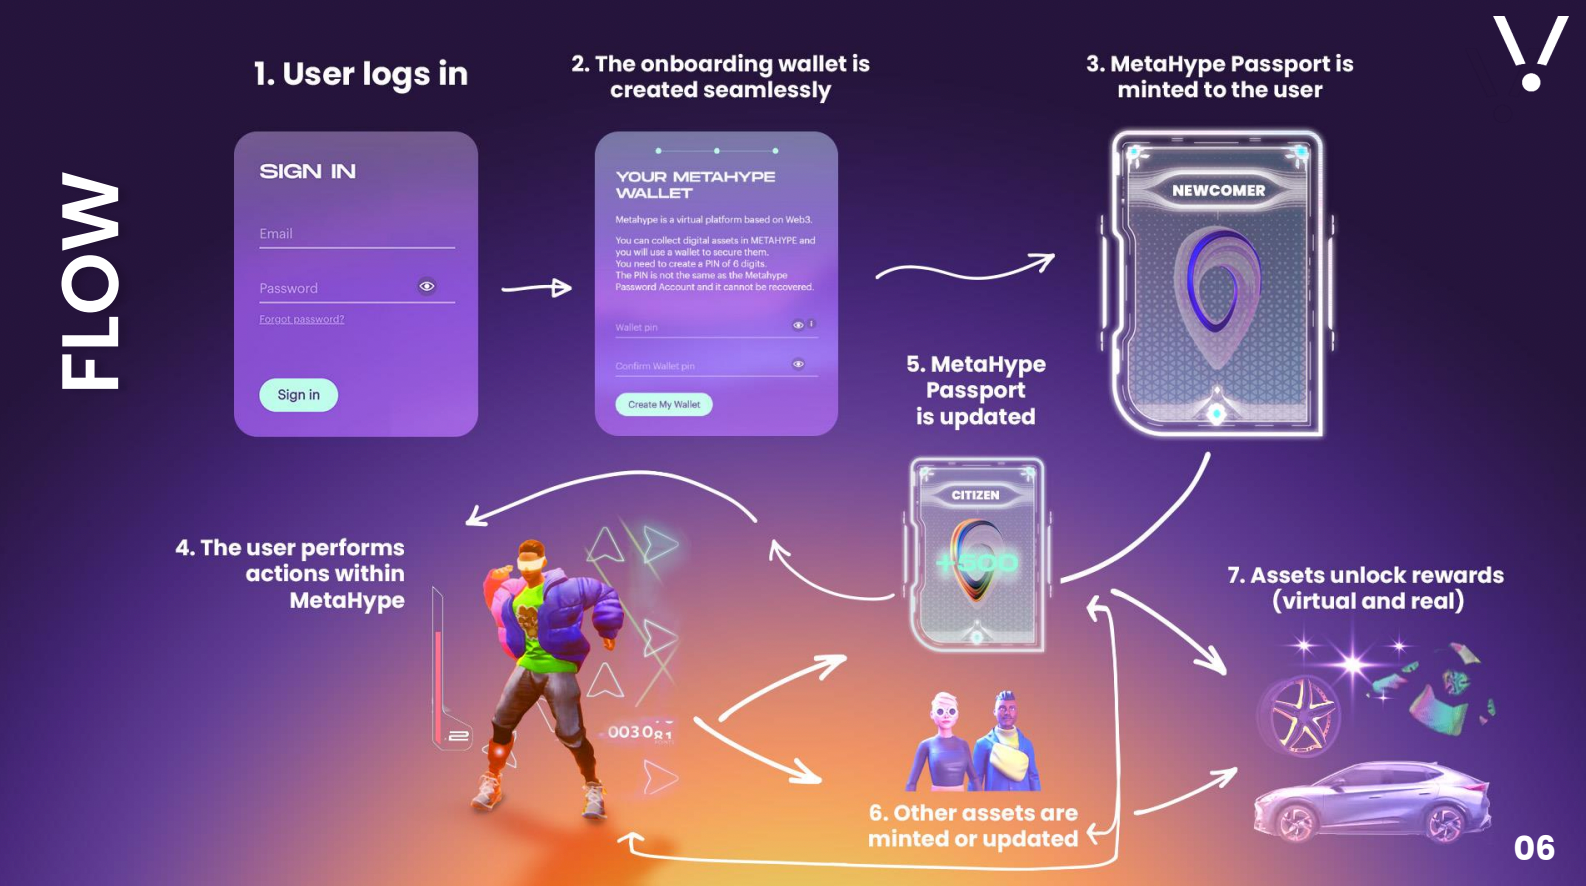 FLOW
1. User logs in
SIGN IN
Email
Password
Forgot password?
Sign in
2. The onboarding wallet is
created seamlessly
YOUR METAHYPE
WALLET
Metahype is a virtual platform based on Web3.
You can collect digital assets in METAHYPE and
you will use a wallet to secure them.
You need to create a PIN of 6 digits.
The PIN is not the same as the Metahype
Password Account and it cannot be recovered.
Wallet pin
Confirm Wallet pin
Create My Wallet
3. MetaHype Passport is
minted to the user
NEWCOMER
4. The user performs
actions within
MetaHype
5. MetaHype
Passport
is updated
CITIZEN
+500
6. Other assets are
minted or updated
7. Assets unlock rewards
(virtual and real)
06